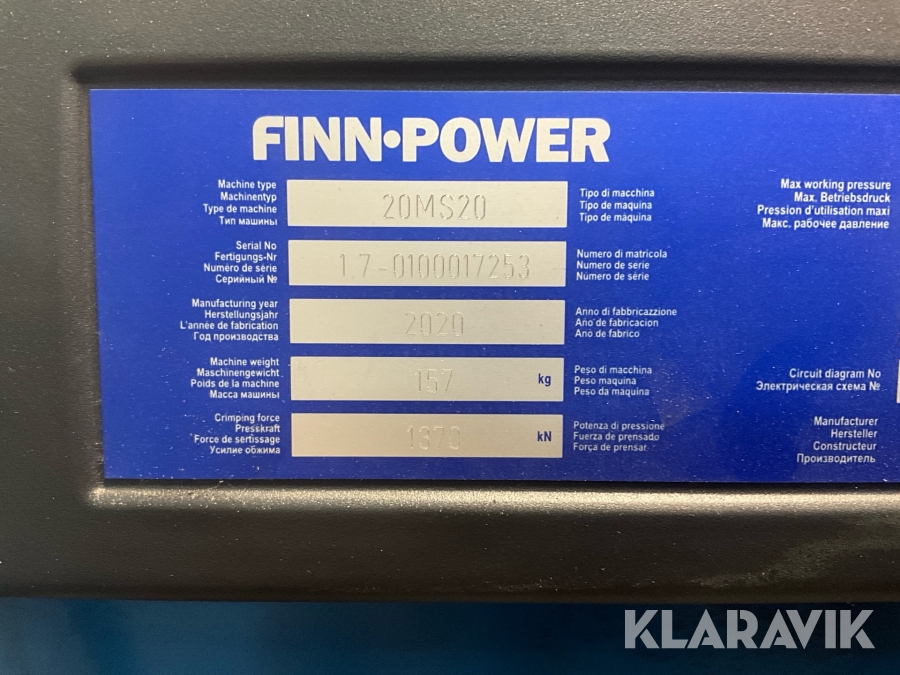 FINN•POWER
Machine type
Machinentyp
Type de machine
Тип машины
20MS20
Tipo di macchina
Tipo de maquina
Tipo de máquina
Max working pressure
Max. Betriebsdruck
Pression d'utilisation maxi
Макс. рабочее давление
Serial No
Fertigungs-Nr
Numéro de série
Серийный №
1.7-0100017253
Numero di matricola
Número de serie
Número de série
Manufacturing year
Herstellungsjahr
L'année de fabrication
Год производства
2020
Anno di fabbricazzione
Año de fabricacion
Ano de fabrico
Machine weight
Maschinengewicht
Poids de la machine
Масса машины
157 kg
Peso di macchina
Peso maquina
Peso da maquina
Circuit diagram No
Электрическая схема №
Crimping force
Presskraft
Force de sertissage
Усилие обжима
1370 kN
Potenza di pressione
Fuerza de prensado
Força de prensar
Manufacturer
Hersteller
Constructeur
Производитель
KLARAVIK